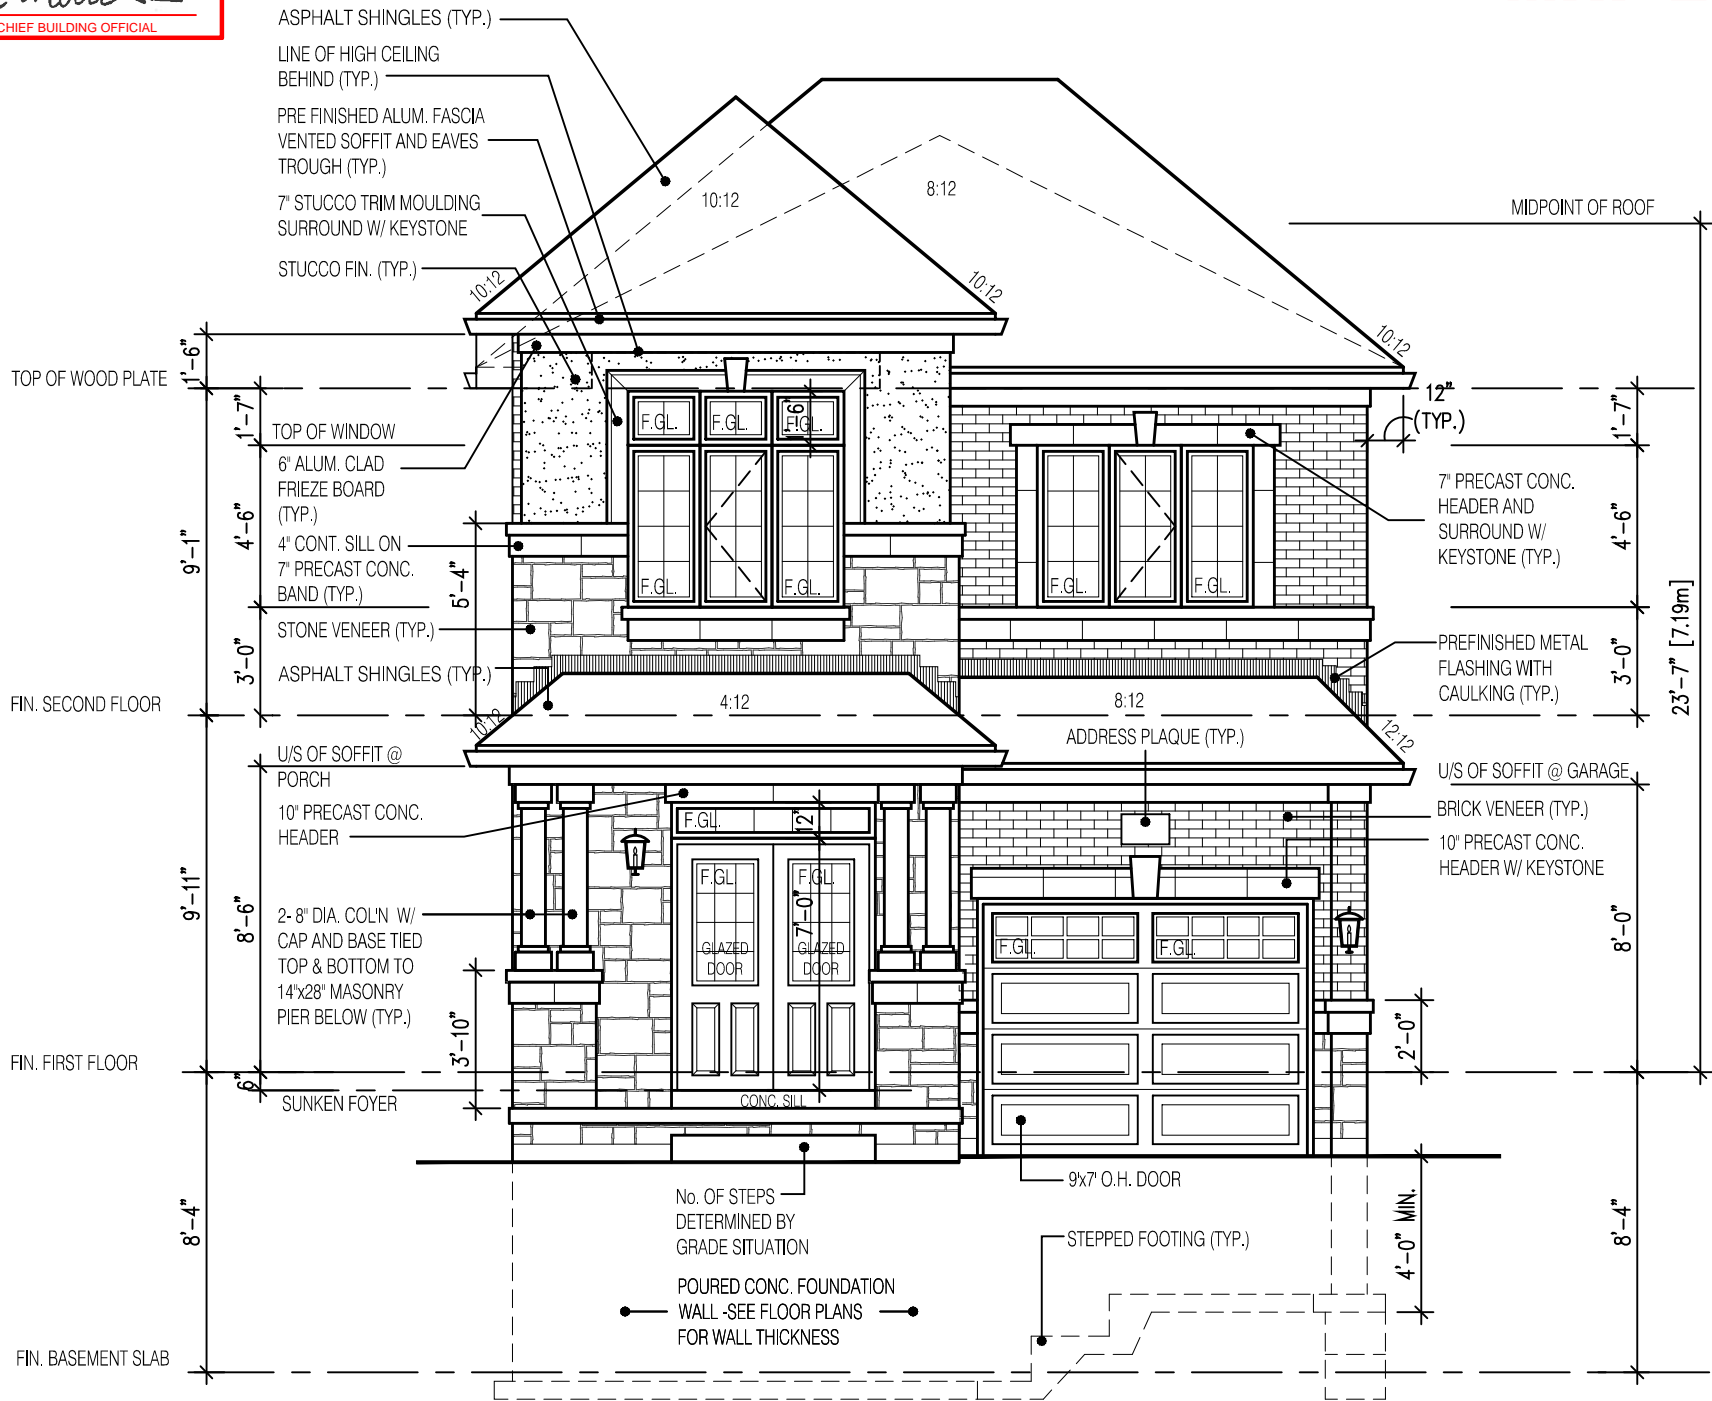 CHIEF BUILDING OFFICIAL
ASPHALT SHINGLES (TYP.)
LINE OF HIGH CEILING
BEHIND (TYP.)
PRE FINISHED ALUM. FASCIA
VENTED SOFFIT AND EAVES
TROUGH (TYP.)
7" STUCCO TRIM MOULDING
SURROUND W/ KEYSTONE
STUCCO FIN. (TYP.)
10:12
8:12
MIDPOINT OF ROOF
10:12
10:12
10:12
1'-6"
TOP OF WOOD PLATE
1'-7"
TOP OF WINDOW
6" ALUM. CLAD
FRIEZE BOARD
(TYP.)
4'-6"
9'-1"
4" CONT. SILL ON
7" PRECAST CONC.
BAND (TYP.)
5'-4"
STONE VENEER (TYP.)
3'-0"
ASPHALT SHINGLES (TYP.)
FIN. SECOND FLOOR
F.GL.
F.GL.
F.GL.
1'-6"
F.GL.
F.GL.
F.GL.
F.GL.
12"
(TYP.)
1'-7"
7" PRECAST CONC.
HEADER AND
SURROUND W/
KEYSTONE (TYP.)
4'-6"
23'-7" [7.19m]
PREFINISHED METAL
FLASHING WITH
CAULKING (TYP.)
3'-0"
10:12
4:12
8:12
12:12
ADDRESS PLAQUE (TYP.)
U/S OF SOFFIT @
PORCH
10" PRECAST CONC.
HEADER
U/S OF SOFFIT @ GARAGE
BRICK VENEER (TYP.)
10" PRECAST CONC.
HEADER W/ KEYSTONE
F.GL.
12"
F.GL.
F.GL.
7'-0"
GLAZED
DOOR
GLAZED
DOOR
F.GL.
F.GL.
9'-11"
8'-6"
2- 8" DIA. COL'N W/
CAP AND BASE TIED
TOP & BOTTOM TO
14"x28" MASONRY
PIER BELOW (TYP.)
8'-0"
3'-10"
2'-0"
FIN. FIRST FLOOR
6"
SUNKEN FOYER
CONC. SILL
9'x7' O.H. DOOR
No. OF STEPS
DETERMINED BY
GRADE SITUATION
STEPPED FOOTING (TYP.)
4'-0" MIN.
8'-4"
8'-4"
POURED CONC. FOUNDATION
WALL -SEE FLOOR PLANS
FOR WALL THICKNESS
FIN. BASEMENT SLAB